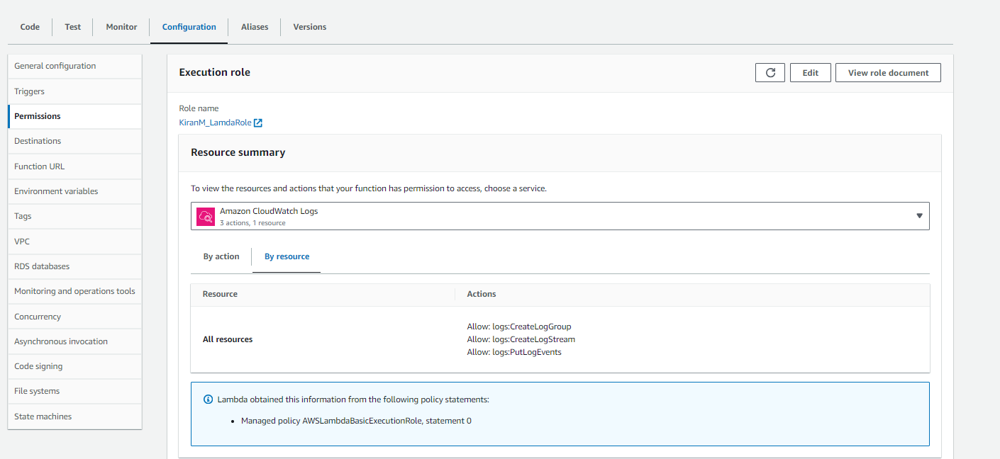 Code Test Monitor Configuration Aliases Versions
General configuration
Triggers
Permissions
Destinations
Function URL
Environment variables
Tags
VPC
RDS databases
Monitoring and operations tools
Concurrency
Asynchronous invocation
Code signing
File systems
State machines
Execution role
Edit View role document
Role name
KiranM_LamdaRole
Resource summary
To view the resources and actions that your function has permission to access, choose a service.
Amazon CloudWatch Logs
3 actions, 1 resource
By action By resource
Resource Actions
All resources
Allow: logs:CreateLogGroup
Allow: logs:CreateLogStream
Allow: logs:PutLogEvents
Lambda obtained this information from the following policy statements:
• Managed policy AWSLambdaBasicExecutionRole, statement 0